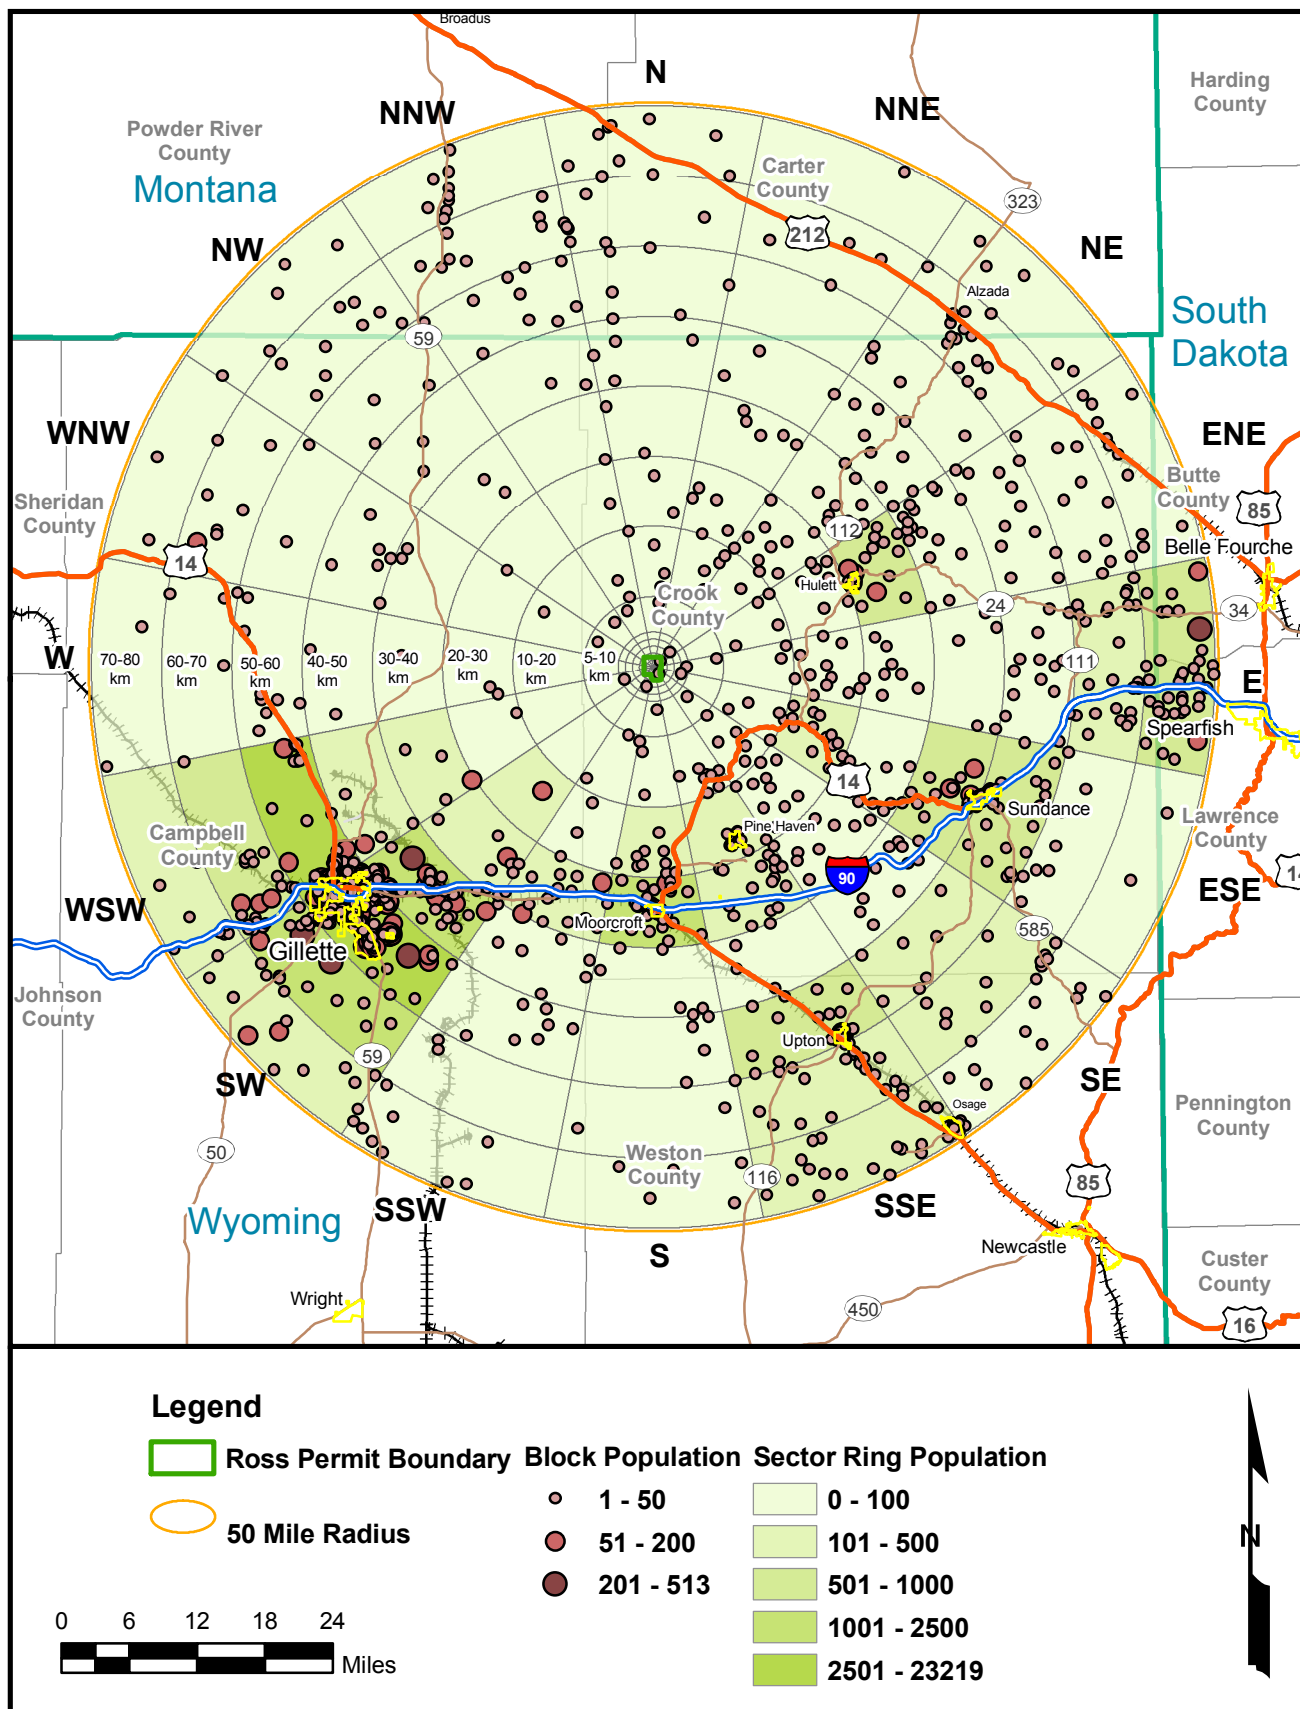 Broadus
N
Harding
County
NNW
NNE
Powder River
County
Montana
Carter
County
323
212
NW
NE
Alzada
South
Dakota
59
WNW
ENE
Butte
County
Sheridan
County
85
112
14
Belle Fourche
Hulett
Crook
County
24
34
W
70-80
km
60-70
km
50-60
km
40-50
km
30-40
km
20-30
km
10-20
km
5-10
km
111
E
Spearfish
14
Sundance
Pine Haven
Campbell
County
Lawrence
County
90
14
WSW
ESE
Moorcroft
585
Gillette
Johnson
County
Upton
59
SW
SE
Osage
Pennington
County
50
Weston
County
116
85
SSW
SSE
Wyoming
S
Newcastle
Custer
County
Wright
450
16
Legend
Ross Permit Boundary
50 Mile Radius
Block Population
1 - 50
51 - 200
201 - 513
Sector Ring Population
0 - 100
101 - 500
501 - 1000
1001 - 2500
2501 - 23219
N
0 6 12 18 24
Miles